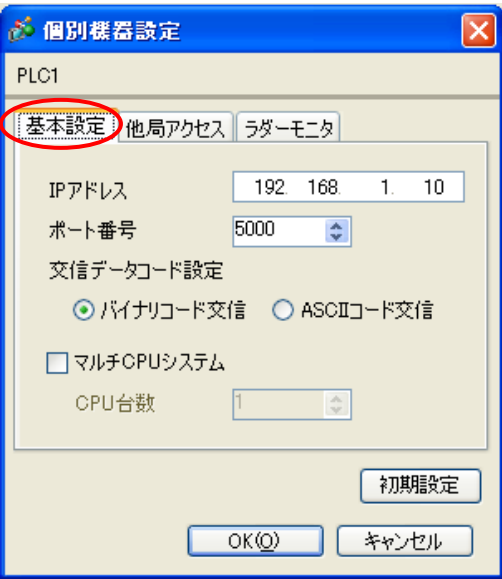 個別機器設定
PLC1
基本設定 他局アクセス ラダーモニタ
IPアドレス 192. 168. 1. 10
ポート番号 5000
交信データコード設定
バイナリコード交信 ASCIIコード交信
マルチCPUシステム
CPU台数 1
初期設定
OK(O) キャンセル